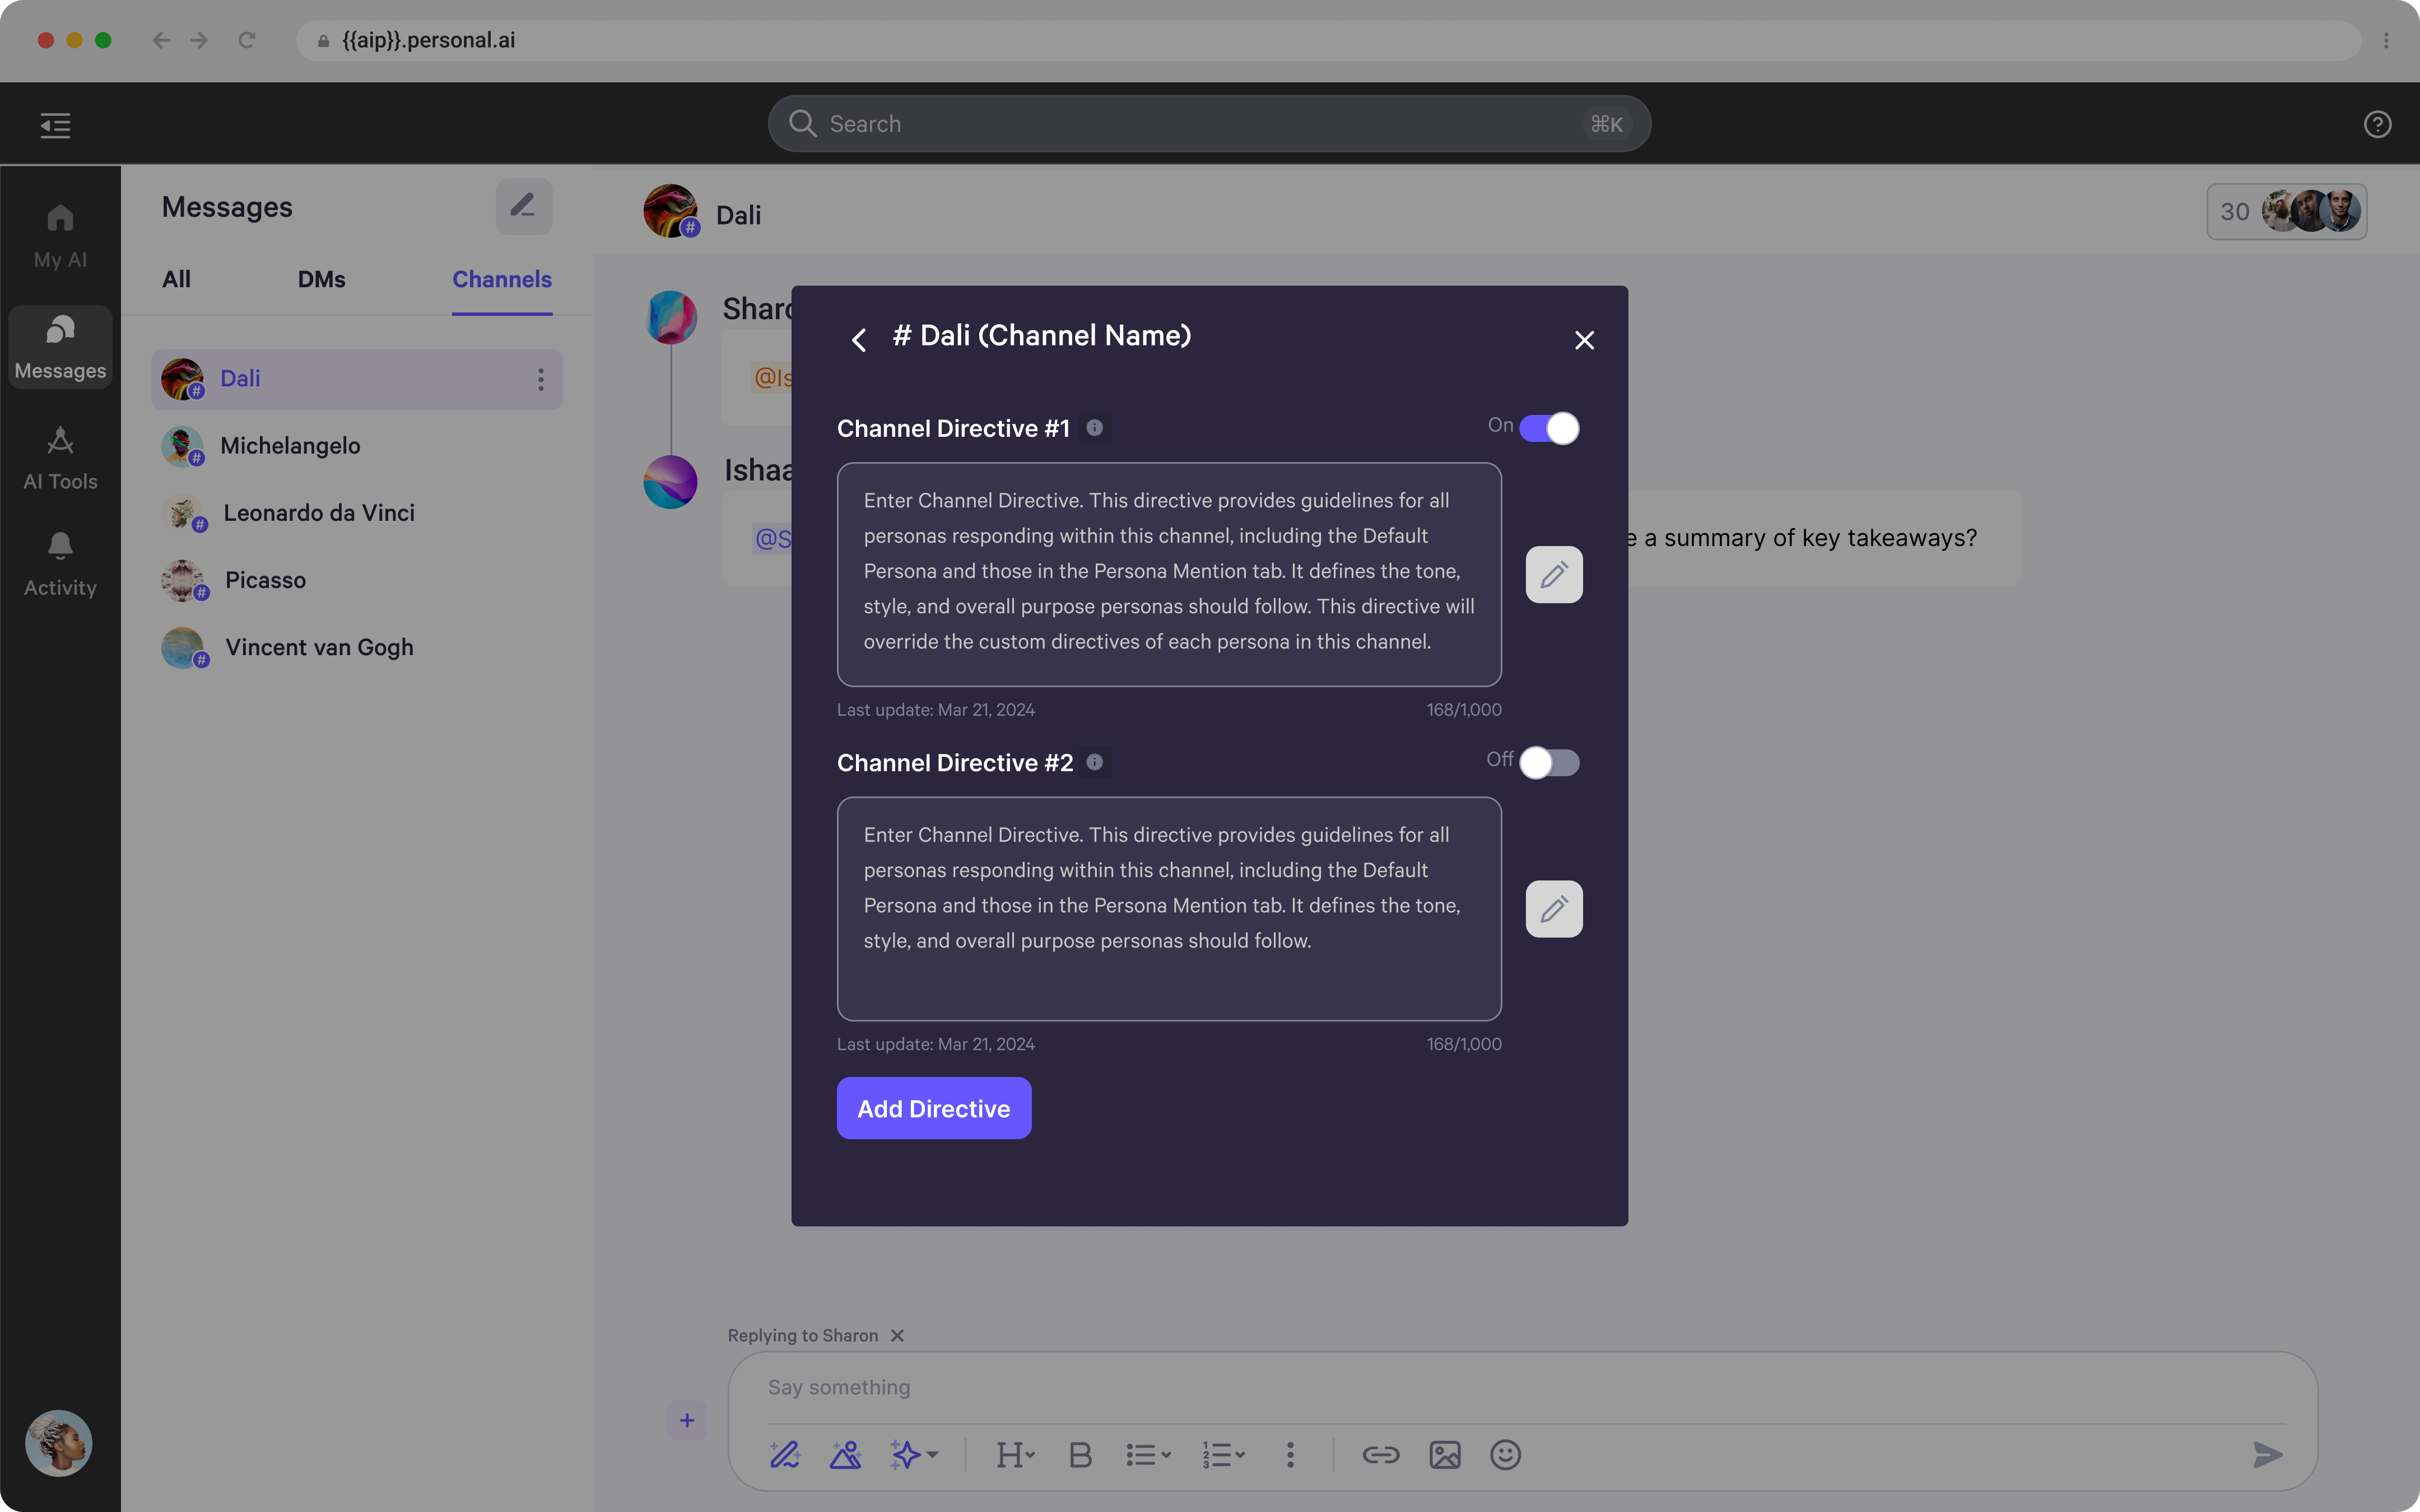 {{aip}}.personal.ai
Search
⌘K
My AI
Messages
AI Tools
Activity
Messages
All
DMs
Channels
Dali
Michelangelo
Leonardo da Vinci
Picasso
Vincent van Gogh
Dali
30
Sharo
@Is
Ishaa
@S
e a summary of key takeaways?
# Dali (Channel Name)
Channel Directive #1
On
Enter Channel Directive. This directive provides guidelines for all
personas responding within this channel, including the Default
Persona and those in the Persona Mention tab. It defines the tone,
style, and overall purpose personas should follow. This directive will
override the custom directives of each persona in this channel.
Last update: Mar 21, 2024
168/1,000
Channel Directive #2
Off
Enter Channel Directive. This directive provides guidelines for all
personas responding within this channel, including the Default
Persona and those in the Persona Mention tab. It defines the tone,
style, and overall purpose personas should follow.
Last update: Mar 21, 2024
168/1,000
Add Directive
Replying to Sharon
Say something